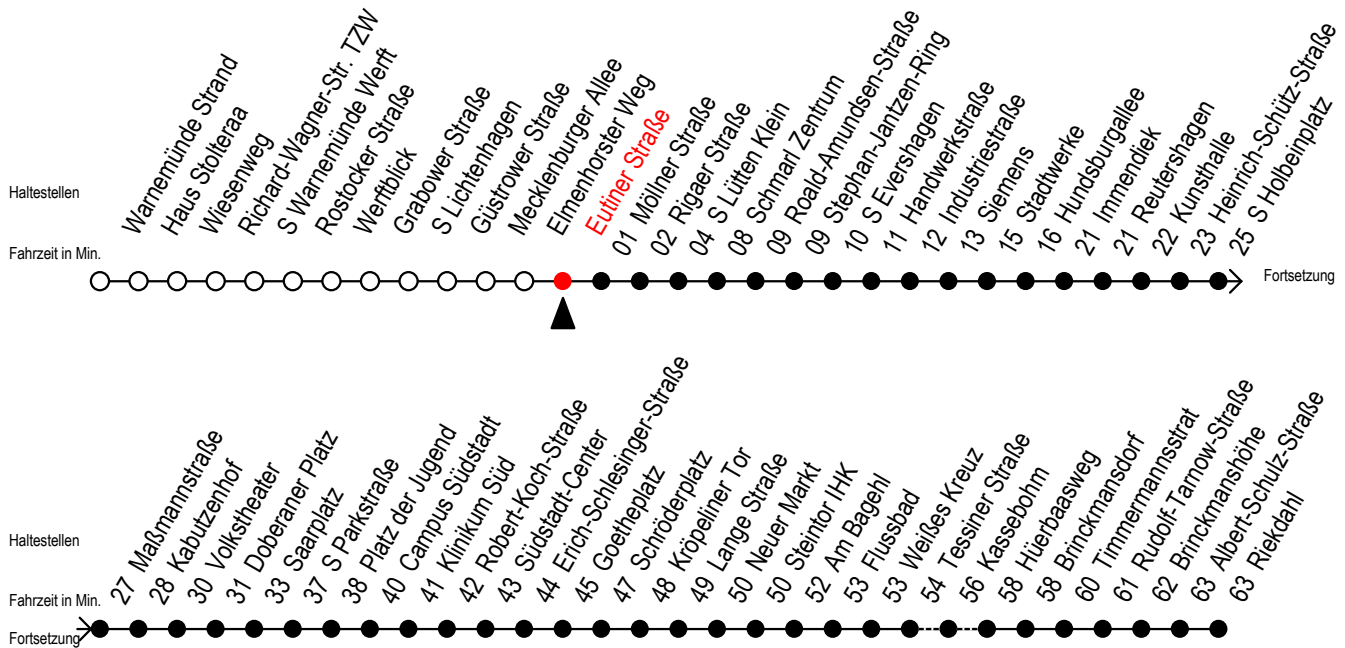 Haltestellen
Warnemünde Strand
Haus Stolteraa
Wiesenweg
Richard-Wagner-Str. TZW
S Warnemünde Werft
Rostocker Straße
Werftblick
Grabower Straße
S Lichtenhagen
Güstrower Straße
Mecklenburger Allee
Elmenhorster Weg
Eutiner Straße
Fahrzeit in Min.
01 Möllner Straße
02 Rigaer Straße
04 S Lütten Klein
08 Schmarl Zentrum
09 Roald-Amundsen-Straße
09 Stephan-Jantzen-Ring
10 S Evershagen
11 Handwerkstraße
12 Industriestraße
13 Siemens
15 Stadtwerke
16 Hundsburgallee
21 Immendiek
21 Reutershagen
22 Kunsthalle
23 Heinrich-Schütz-Straße
25 S Holbeinplatz
Fortsetzung
Haltestellen
Fahrzeit in Min.
Fortsetzung
27 Maßmannstraße
28 Kabutzenhof
30 Volkstheater
31 Doberaner Platz
33 Saarplatz
37 S Parkstraße
38 Platz der Jugend
40 Campus Südstadt
41 Klinikum Süd
42 Robert-Koch-Straße
43 Südstadt-Center
44 Erich-Schlesinger-Straße
45 Goetheplatz
47 Schröderplatz
48 Kröpeliner Tor
49 Lange Straße
50 Neuer Markt
50 Steintor IHK
52 Am Bagehl
53 Flussbad
53 Weißes Kreuz
54 Tessiner Straße
56 Kassebohm
58 Hüerbaasweg
58 Brinckmansdorf
60 Timmermannsstrat
61 Rudolf-Tarnow-Straße
62 Brinckmanshöhe
63 Albert-Schulz-Straße
63 Riekdahl